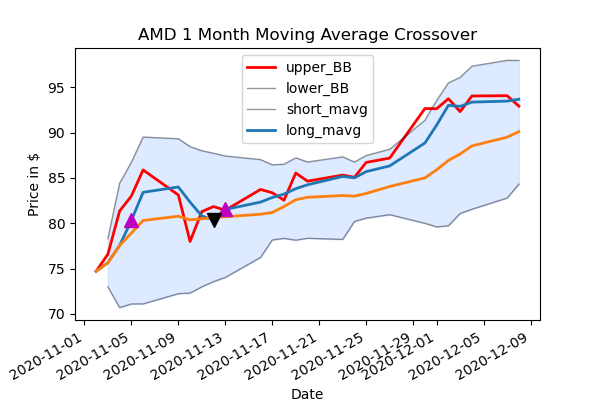 AMD 1 Month Moving Average Crossover
upper_BB
lower_BB
short_mavg
long_mavg
Price in $
95
90
85
80
75
70
2020-11-01
2020-11-05
2020-11-09
2020-11-13
2020-11-17
2020-11-21
2020-11-25
2020-11-29
2020-12-01
2020-12-05
2020-12-09
Date